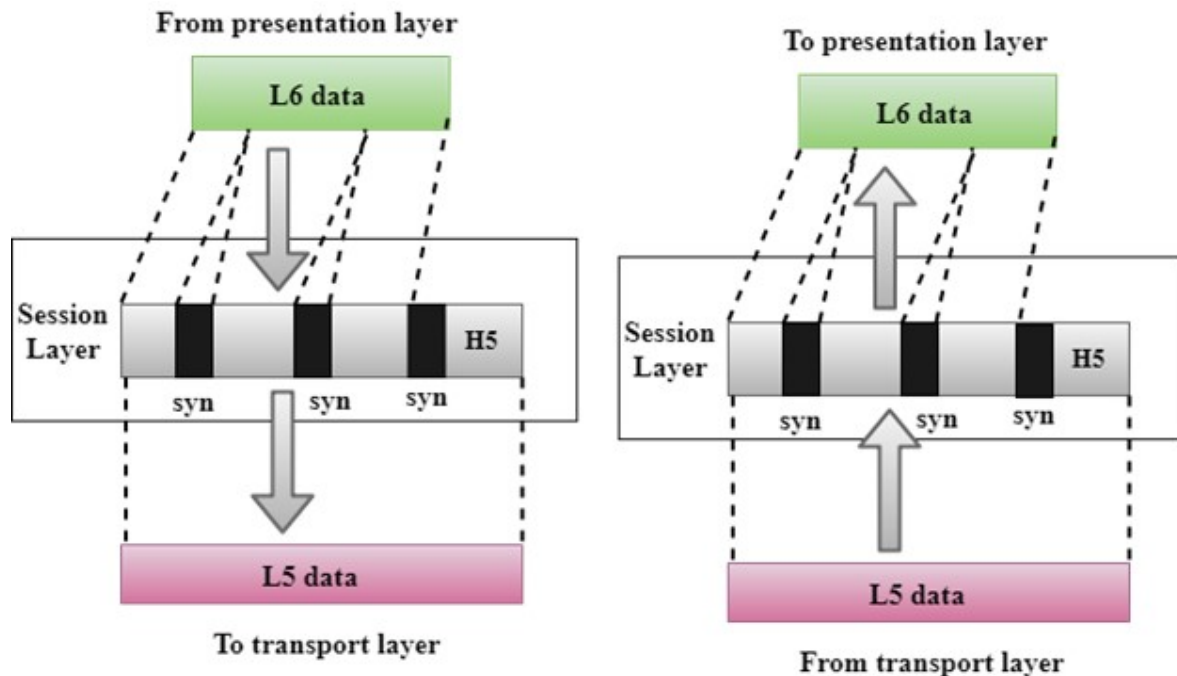 From presentation layer
L6 data
Session
Layer
H5
syn
syn
syn
L5 data
To transport layer
To presentation layer
L6 data
Session
Layer
H5
syn
syn
syn
L5 data
From transport layer